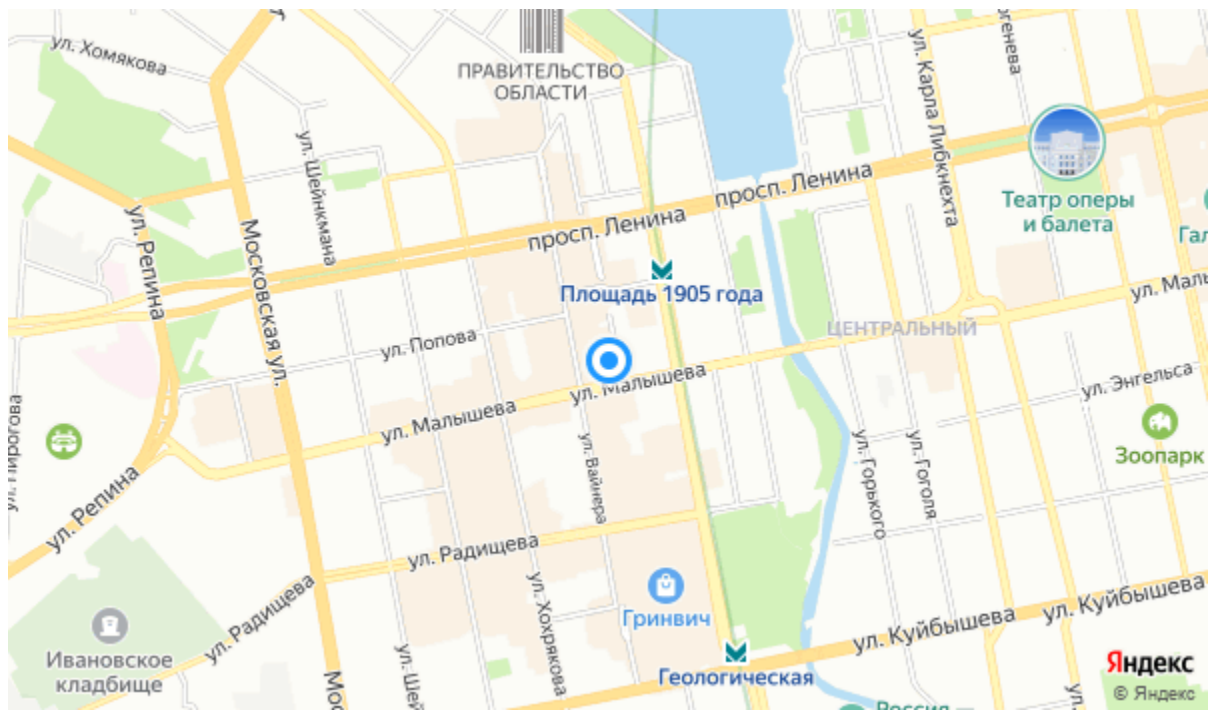 ул. Хомякова
ПРАВИТЕЛЬСТВО
ОБЛАСТИ
ул. Карла Либкнехта
ул. Шейнкмана
Театр оперы
и балета
просп. Ленина
просп. Ленина
ул. Репина
Московская ул.
Площадь 1905 года
ЦЕНТРАЛЬНЫЙ
ул. Попова
ул. Малышева
ул. Малышева
ул. Энгельса
Зоопарк
ул. Вайнера
ул. Горького
ул. Гоголя
ул. Репина
ул. Радищева
ул. Радищева
ул. Хохрякова
Гринвич
ул. Куйбышева
ул. Куйбышева
Ивановское
кладбище
Геологическая
Яндекс
© Яндекс